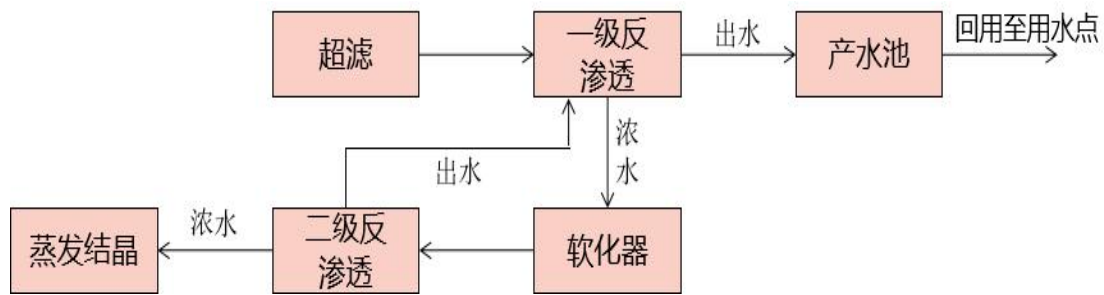 超滤
一级反
渗透
出水
产水池
回用至用水点
浓
水
出水
蒸发结晶
浓水
二级反
渗透
软化器